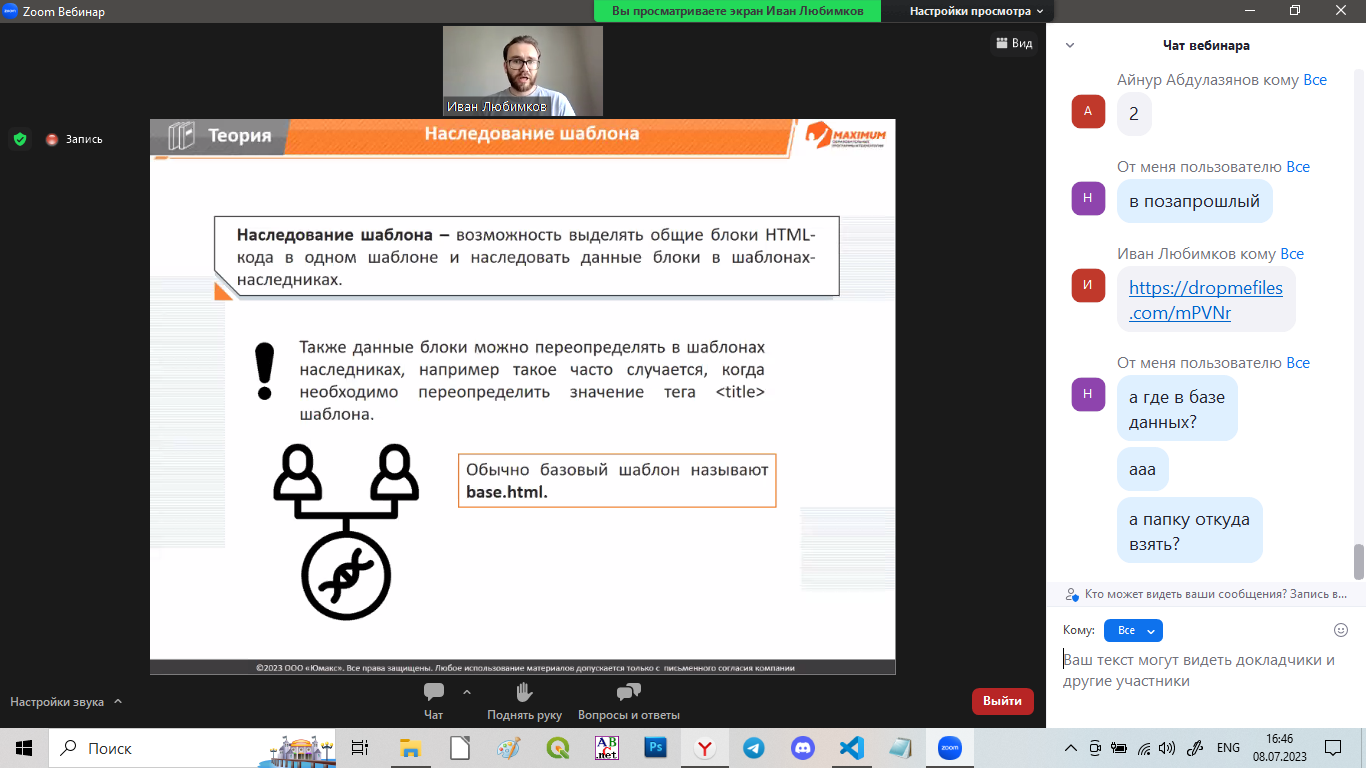 Zoom Вебинар
Вы просматриваете экран Иван Любимков
Настройки просмотра
Вид
Запись
Иван Любимков
Теория
Наследование шаблона
MAXIMUM
Наследование шаблона – возможность выделять общие блоки HTML-
кода в одном шаблоне и наследовать данные блоки в шаблонах-
наследниках.
Также данные блоки можно переопределять в шаблонах
наследниках, например такое часто случается, когда
необходимо переопределить значение тега <title>
шаблона.
Обычно базовый шаблон называют
base.html.
©2023 ООО «Юмакс». Все права защищены. Любое использование материалов допускается только с письменного согласия компании
Настройки звука
Чат
Поднять руку
Вопросы и ответы
Выйти
Чат вебинара
Айнур Абдулазянов кому Все
А
2
От меня пользователю Все
Н
в позапрошлый
Иван Любимков кому Все
И
https://dropmefiles
.com/mPVNr
От меня пользователю Все
Н
а где в базе
данных?
ааа
а папку откуда
взять?
Кто может видеть ваши сообщения? Запись в...
Кому:
Все
Ваш текст могут видеть докладчики и
другие участники
Поиск
ABC
.net
Ps
Y
zoom
ENG
16:46
08.07.2023